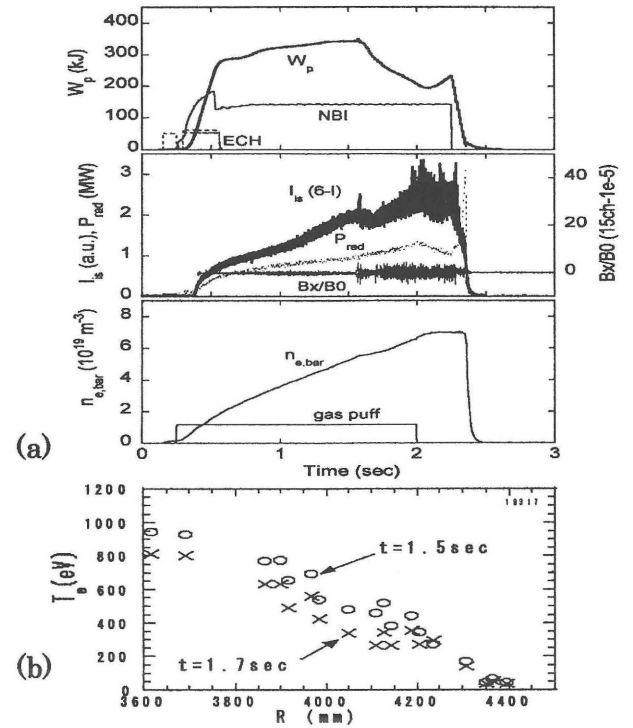 (a)
400
300
200
100
0
W_p (kJ)
W_p
NBI
ECH
3
2
1
0
I_is (a.u.), P_rad (MW)
I_is (6-I)
P_rad
Bx/B0
40
20
0
Bx/B0 (15ch-1e-5)
8
6
4
2
0
n_e,bar (10^19 m^-3)
n_e,bar
gas puff
0
1
2
3
Time (sec)
(b)
1200
1000
800
600
400
200
0
T_e (eV)
t=1.5sec
t=1.7sec
3600
3800
4000
4200
4400
R (mm)